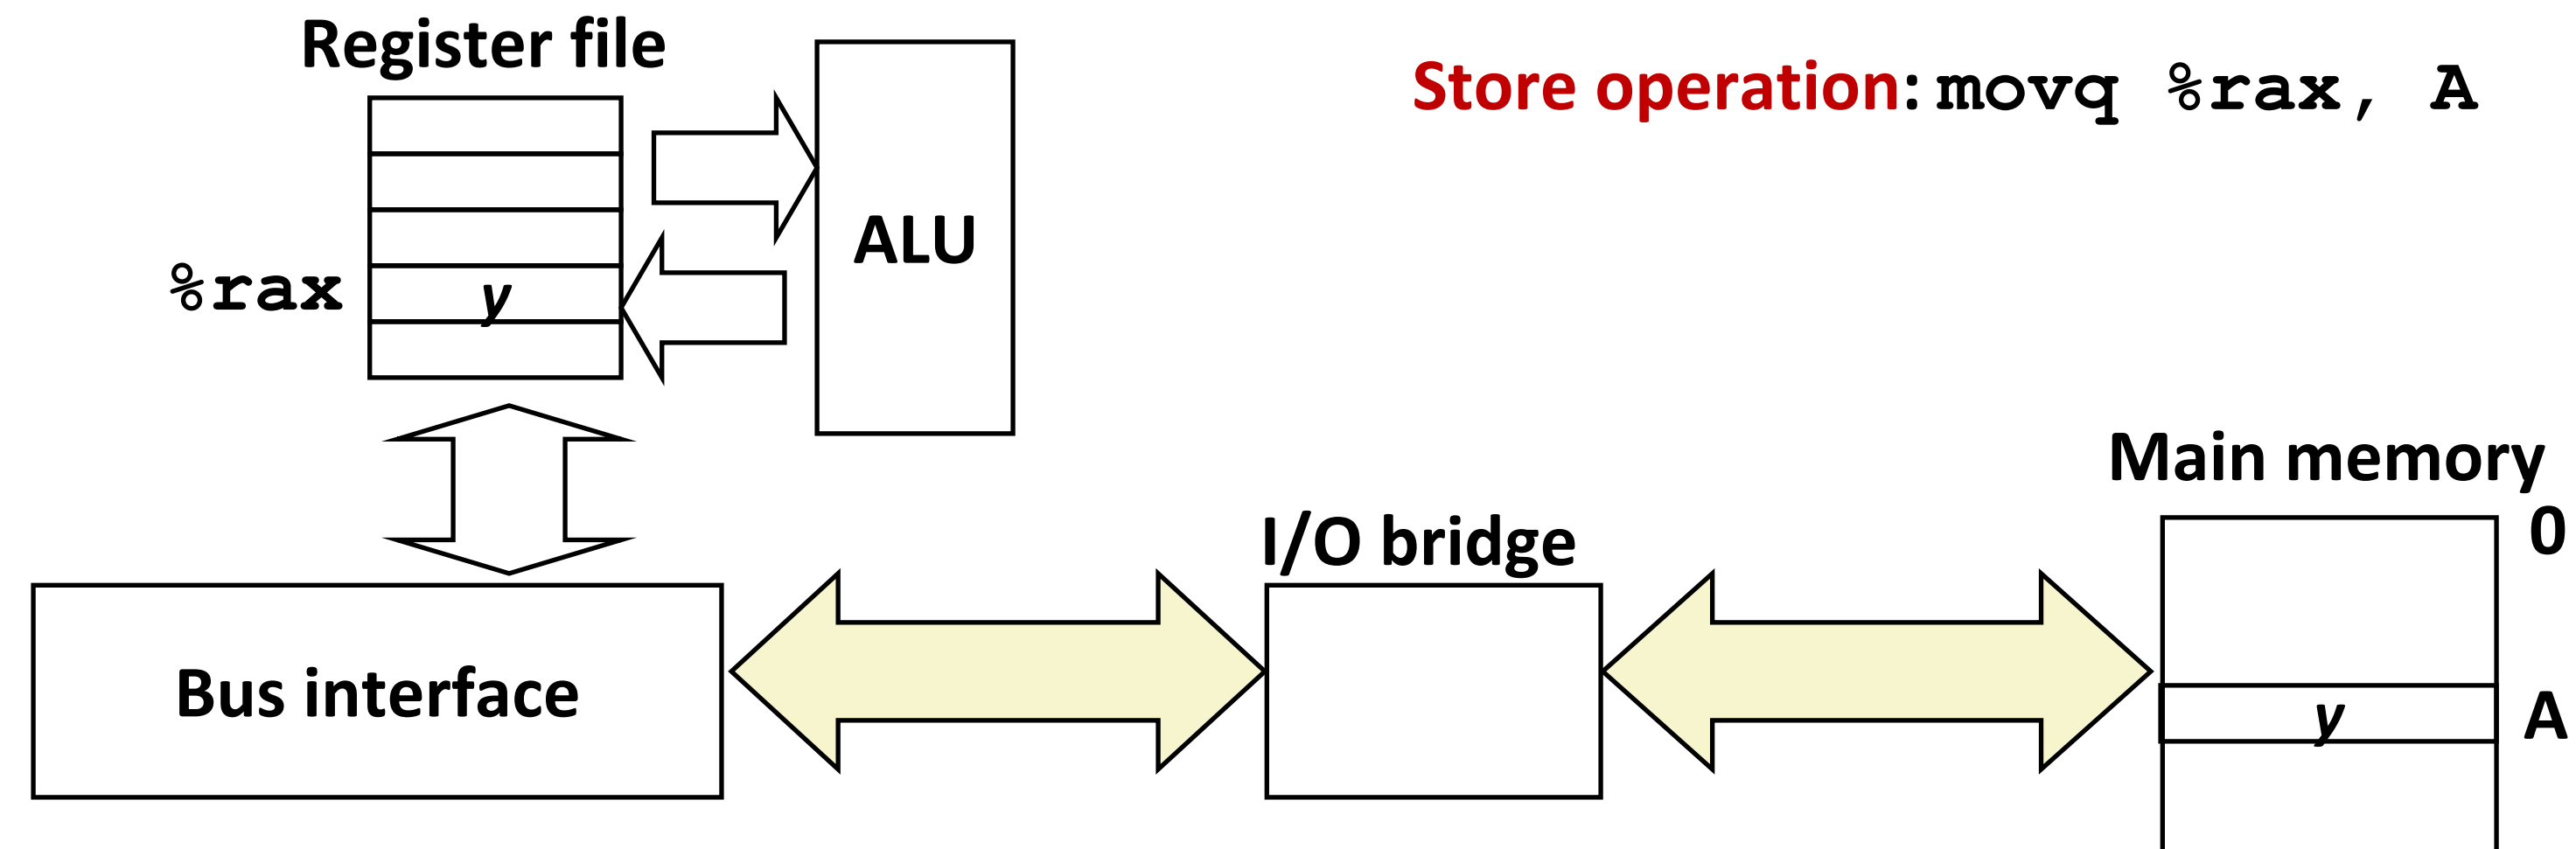 Register file
Store operation: movq %rax, A
ALU
%rax
y
Main memory
0
I/O bridge
Bus interface
y
A